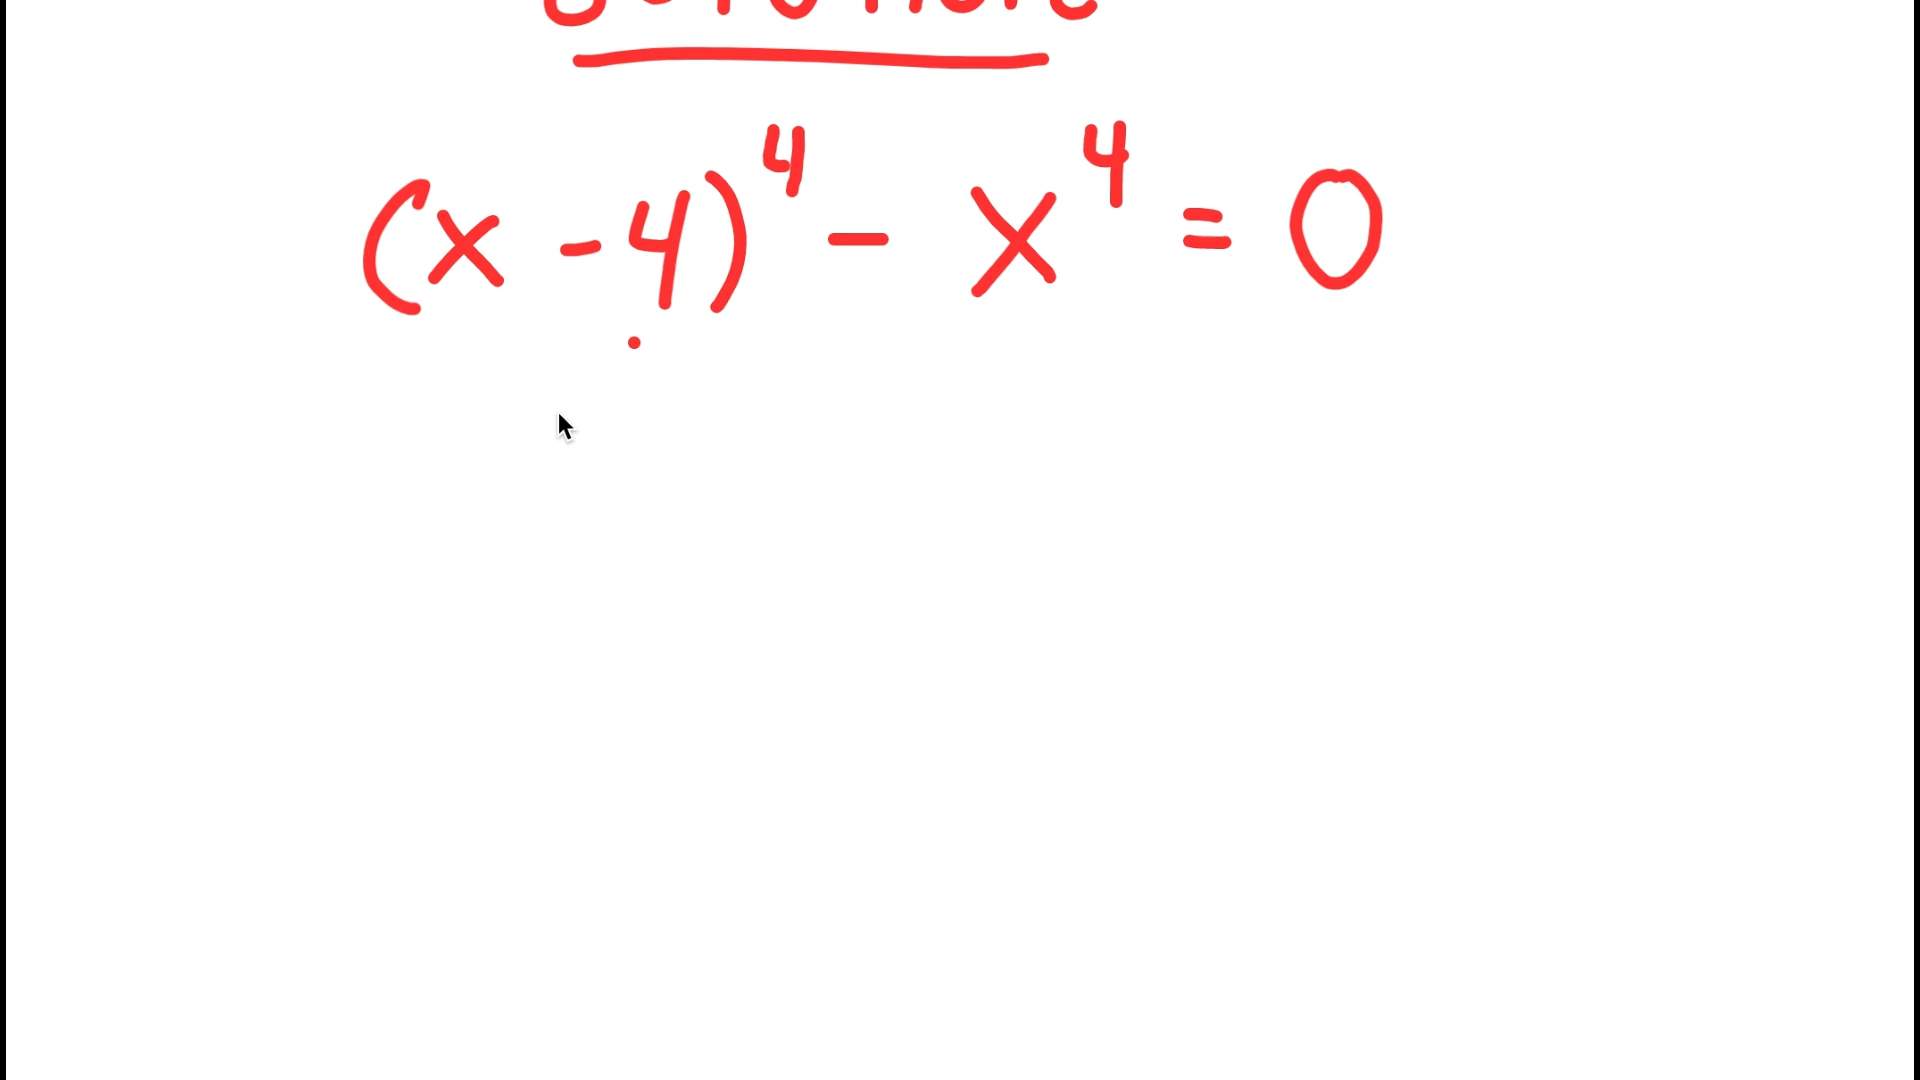 (x - 4)⁴ - x⁴ = 0